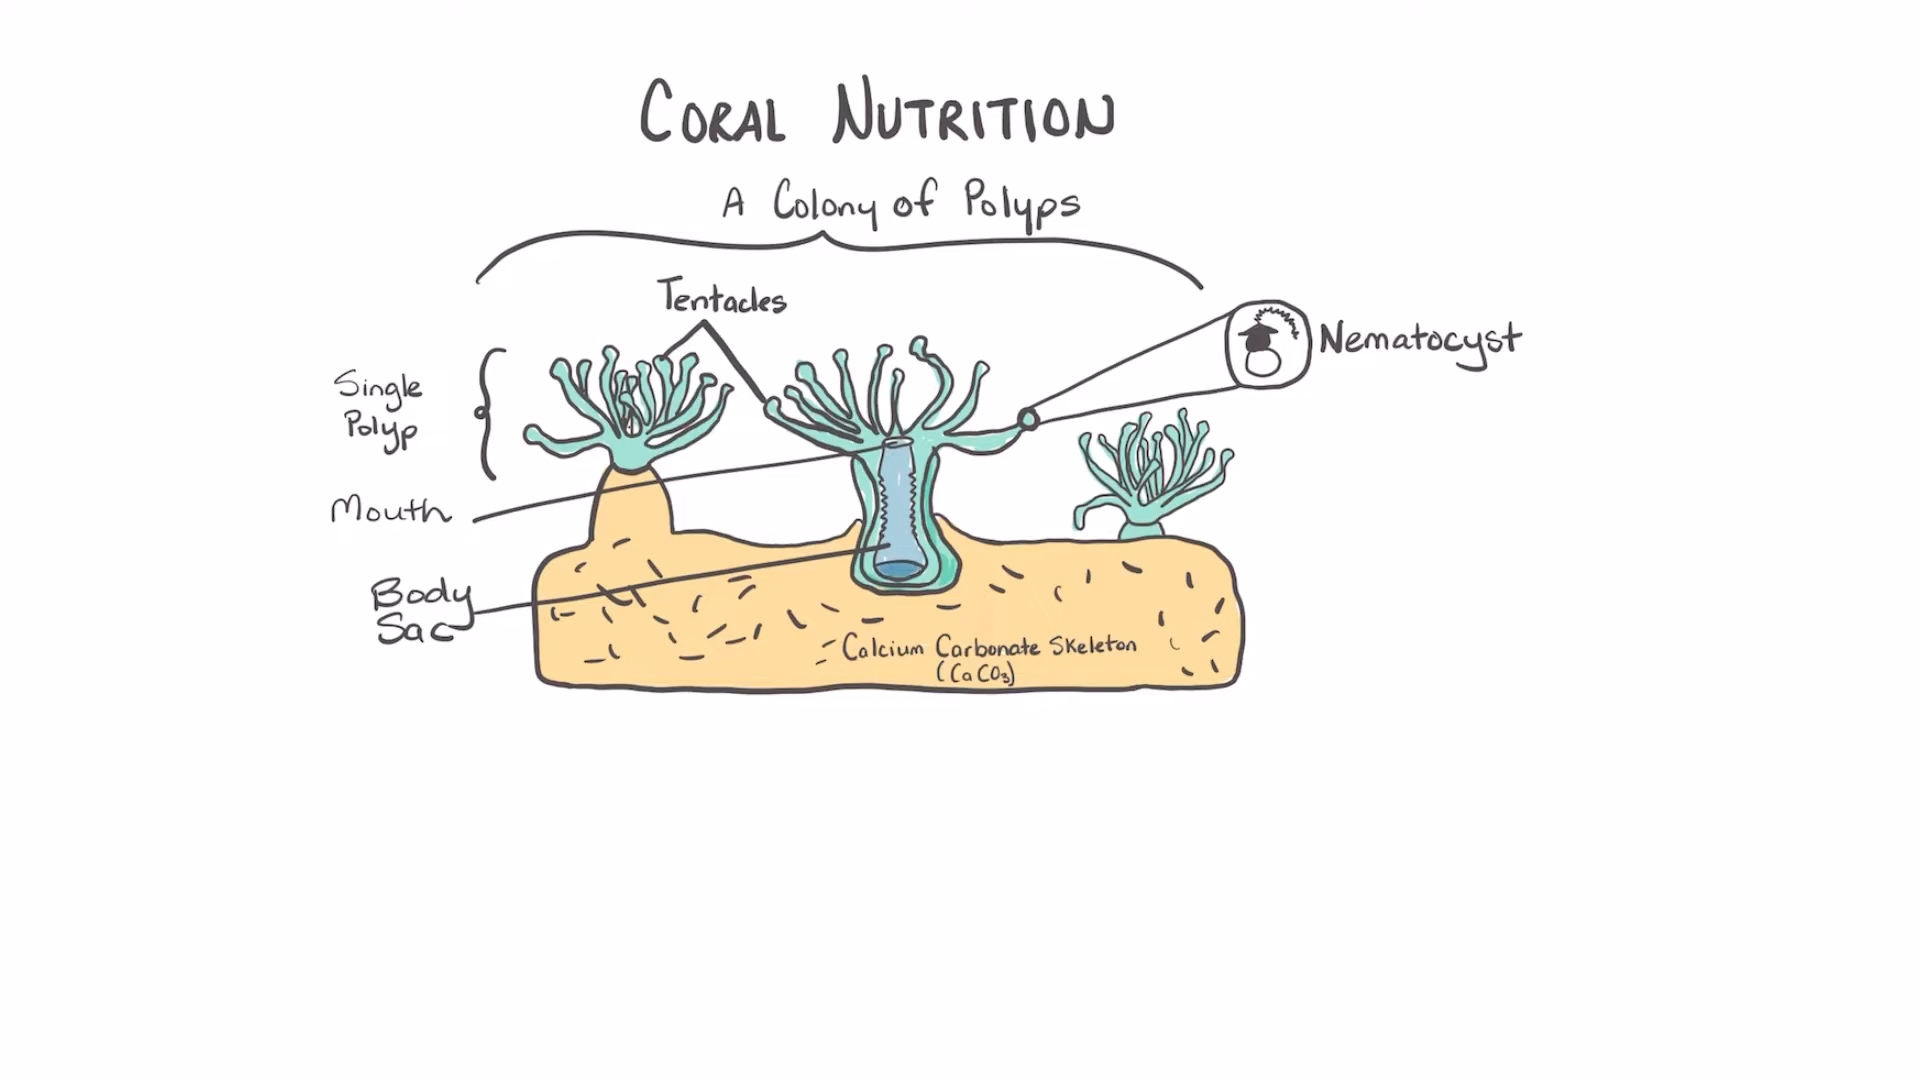 CORAL NUTRITION
A Colony of Polyps
Tentacles
Nematocyst
Single
Polyp
Mouth
Body
Sac
Calcium Carbonate Skeleton
(CaCO₃)